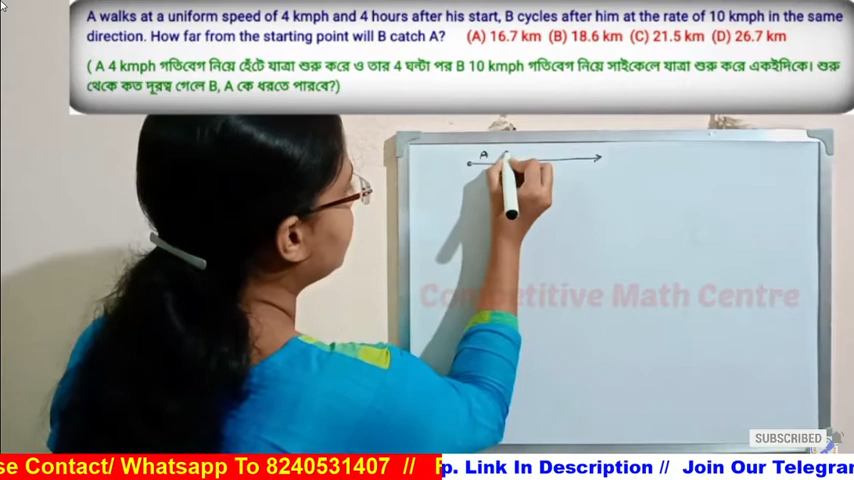 A walks at a uniform speed of 4 kmph and 4 hours after his start, B cycles after him at the rate of 10 kmph in the same
direction. How far from the starting point will B catch A? (A) 16.7 km (B) 18.6 km (C) 21.5 km (D) 26.7 km
( A 4 kmph গতিবেগ নিয়ে হেঁটে যাত্রা শুরু করে ও তার 4 ঘন্টা পর B 10 kmph গতিবেগ নিয়ে সাইকেলে যাত্রা শুরু করে একইদিকে। শুরু
থেকে কত দূরত্ব গেলে B, A কে ধরতে পারবে?)
A
Competitive Math Centre
SUBSCRIBED
se Contact/ Whatsapp To 8240531407 // p. Link In Description // Join Our Telegra